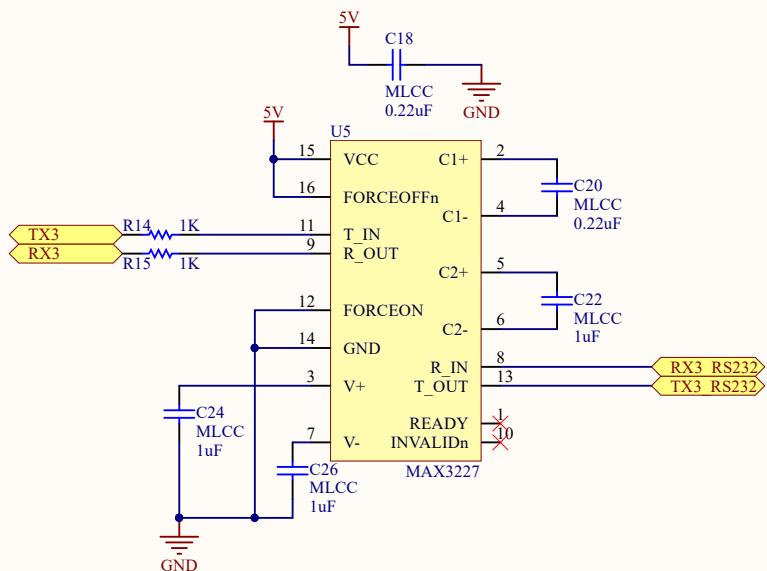 5V
C18
MLCC
0.22uF
GND
5V
U5
15 VCC C1+ 2
16 FORCEOFFn
C20
MLCC
0.22uF
C1- 4
TX3 R14 1K 11 T_IN
RX3 R15 1K 9 R_OUT
C2+ 5
C22
MLCC
1uF
12 FORCEON
C2- 6
14 GND
R_IN 8 RX3_RS232
3 V+ T_OUT 13 TX3_RS232
C24
MLCC
1uF
READY 1
7 V- INVALIDn 10
C26
MLCC
1uF
MAX3227
GND